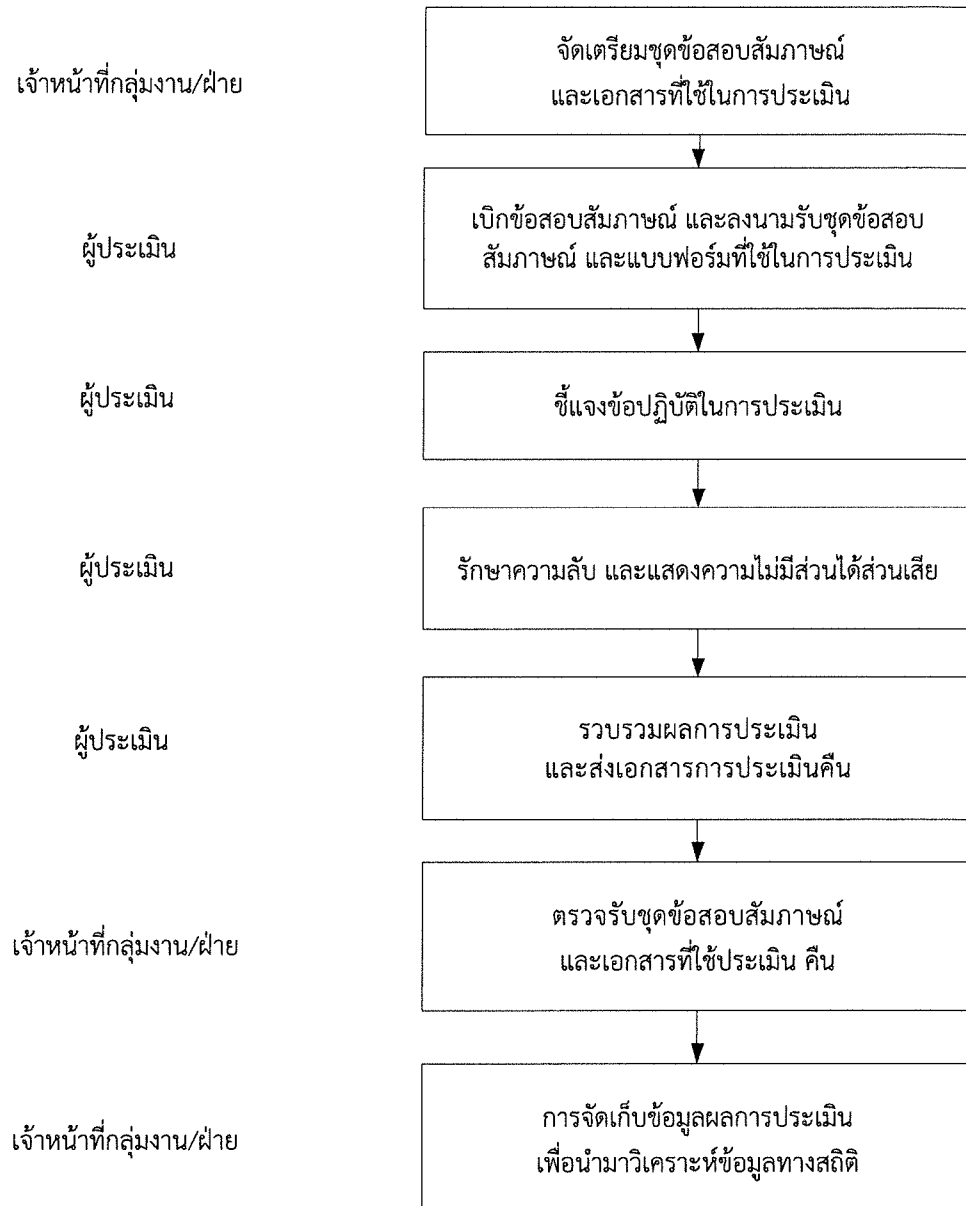 เจ้าหน้าที่กลุ่มงาน/ฝ่าย
จัดเตรียมชุดข้อสอบสัมภาษณ์
และเอกสารที่ใช้ในการประเมิน
ผู้ประเมิน
เบิกข้อสอบสัมภาษณ์ และลงนามรับชุดข้อสอบ
สัมภาษณ์ และแบบฟอร์มที่ใช้ในการประเมิน
ผู้ประเมิน
ชี้แจงข้อปฏิบัติในการประเมิน
ผู้ประเมิน
รักษาความลับ และแสดงความไม่มีส่วนได้ส่วนเสีย
ผู้ประเมิน
รวบรวมผลการประเมิน
และส่งเอกสารการประเมินคืน
เจ้าหน้าที่กลุ่มงาน/ฝ่าย
ตรวจรับชุดข้อสอบสัมภาษณ์
และเอกสารที่ใช้ประเมิน คืน
เจ้าหน้าที่กลุ่มงาน/ฝ่าย
การจัดเก็บข้อมูลผลการประเมิน
เพื่อนำมาวิเคราะห์ข้อมูลทางสถิติ